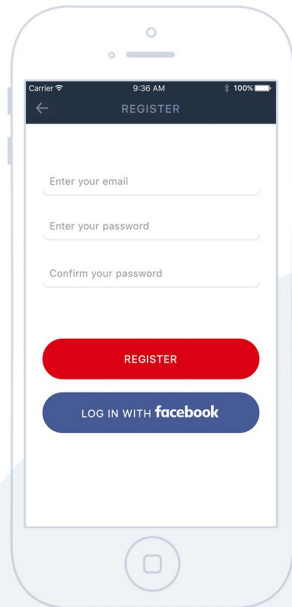 Carrier 9:36 AM 100%
REGISTER
Enter your email
Enter your password
Confirm your password
REGISTER
LOG IN WITH facebook